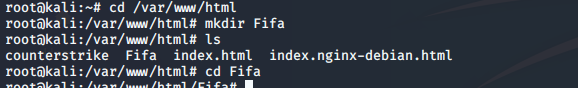 root@kali:~# cd /var/www/html
root@kali:/var/www/html# mkdir Fifa
root@kali:/var/www/html# ls
counterstrike  Fifa  index.html  index.nginx-debian.html
root@kali:/var/www/html# cd Fifa
root@kali:/var/www/html/Fifa#